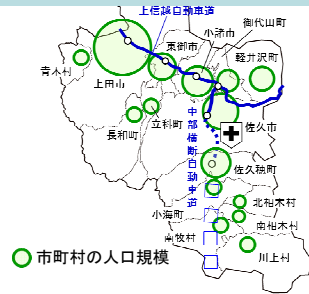 上信越自動車道
御代田町
小諸市
東御市
軽井沢町
青木村
上田市
佐久市
立科町
長和町
中部横断自動車道
佐久穂町
北相木村
小海町
南相木村
南牧村
川上村
市町村の人口規模